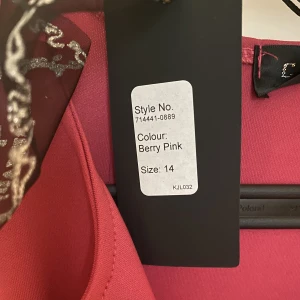 Style No.
714441-0889
Colour:
Berry Pink
Size: 14
KJL032